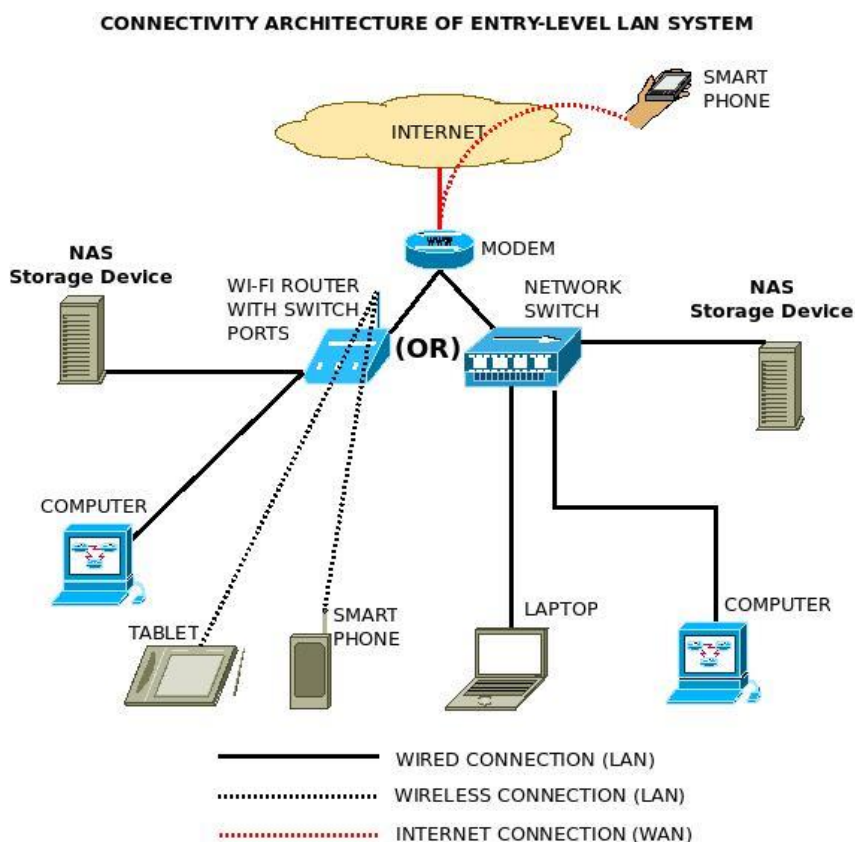 CONNECTIVITY ARCHITECTURE OF ENTRY-LEVEL LAN SYSTEM
SMART
PHONE
INTERNET
MODEM
NAS
Storage Device
WI-FI ROUTER
WITH SWITCH
PORTS
(OR)
NETWORK
SWITCH
NAS
Storage Device
COMPUTER
TABLET
SMART
PHONE
LAPTOP
COMPUTER
WIRED CONNECTION (LAN)
WIRELESS CONNECTION (LAN)
INTERNET CONNECTION (WAN)